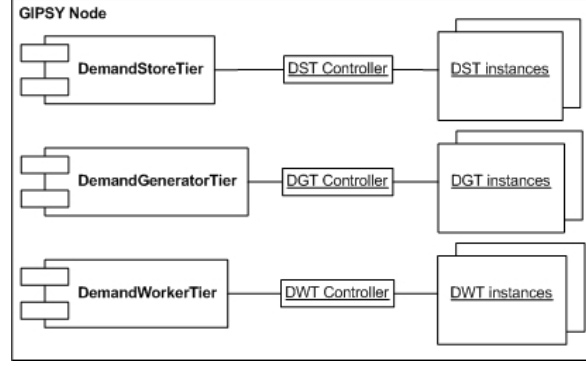 GIPSY Node
DemandStoreTier
DST Controller
DST instances
DemandGeneratorTier
DGT Controller
DGT instances
DemandWorkerTier
DWT Controller
DWT instances